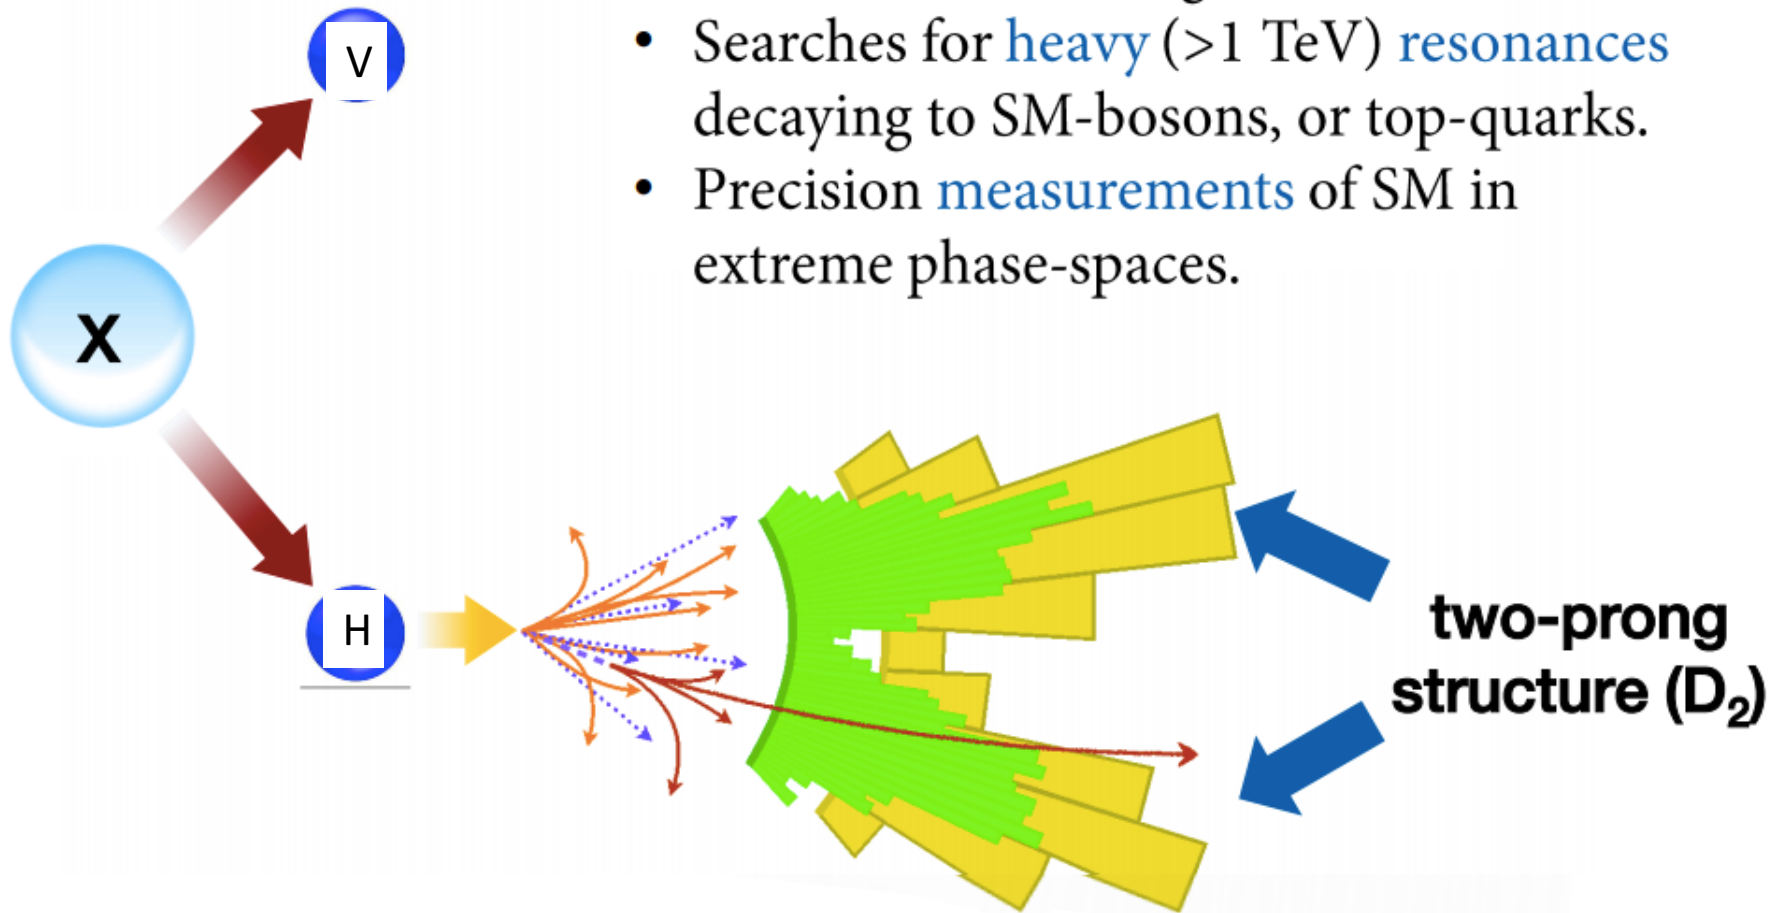 V
• Searches for heavy (>1 TeV) resonances
decaying to SM-bosons, or top-quarks.
• Precision measurements of SM in
extreme phase-spaces.
X
H
two-prong
structure (D₂)